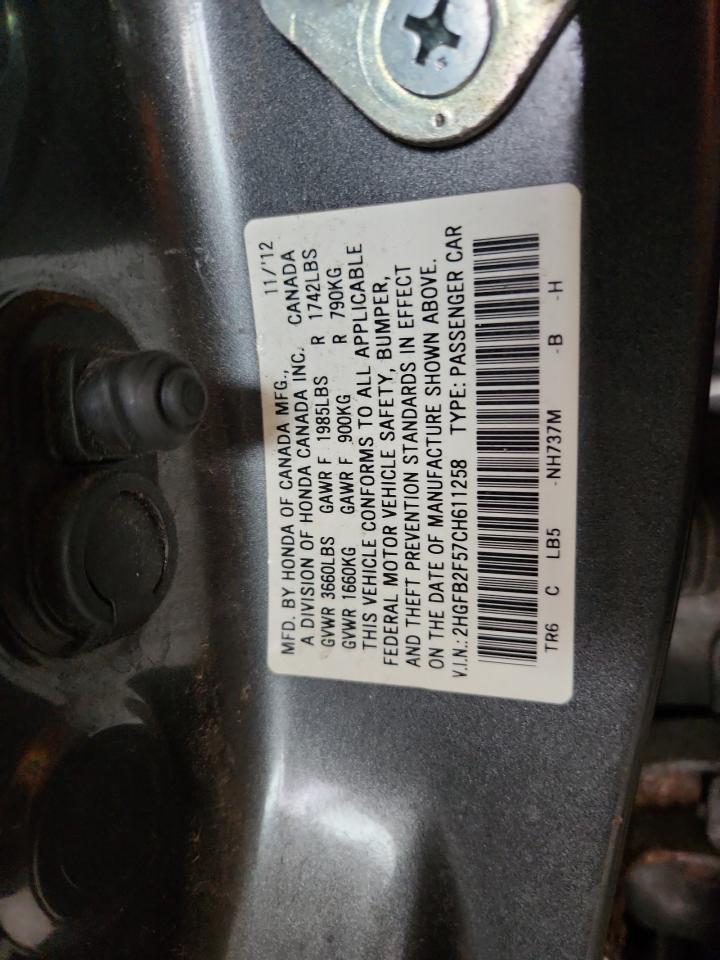 MFD. BY HONDA OF CANADA MFG., 11/12
A DIVISION OF HONDA CANADA INC. CANADA
GVWR 3660LBS GAWR F 1985LBS R 1742LBS
GVWR 1660KG GAWR F 900KG R 790KG
THIS VEHICLE CONFORMS TO ALL APPLICABLE
FEDERAL MOTOR VEHICLE SAFETY, BUMPER,
AND THEFT PREVENTION STANDARDS IN EFFECT
ON THE DATE OF MANUFACTURE SHOWN ABOVE.
V.I.N.: 2HGFB2F57CH611258 TYPE: PASSENGER CAR
TR6 C LB5 -NH737M -B -H